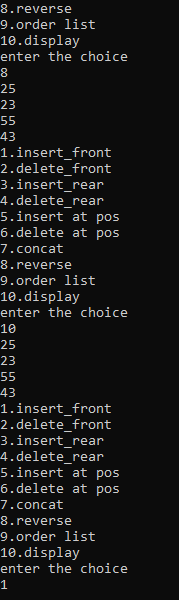 8.reverse
9.order list
10.display
enter the choice
8
25
23
55
43
1.insert_front
2.delete_front
3.insert_rear
4.delete_rear
5.insert at pos
6.delete at pos
7.concat
8.reverse
9.order list
10.display
enter the choice
10
25
23
55
43
1.insert_front
2.delete_front
3.insert_rear
4.delete_rear
5.insert at pos
6.delete at pos
7.concat
8.reverse
9.order list
10.display
enter the choice
1